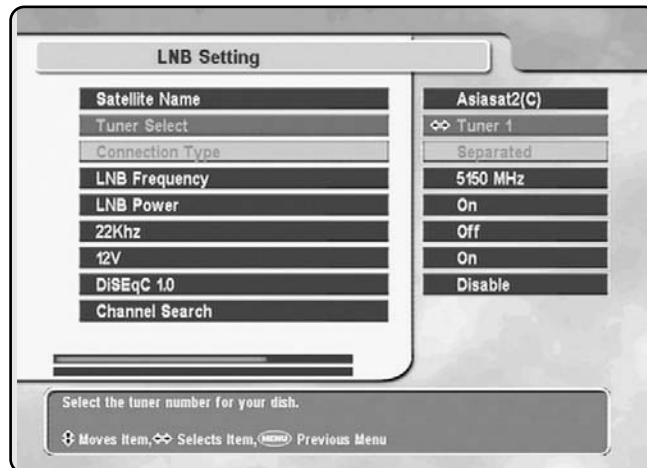 LNB Setting
Satellite Name Asiasat2(C)
Tuner Select Tuner 1
Connection Type Separated
LNB Frequency 5150 MHz
LNB Power On
22Khz Off
12V On
DiSEqC 1.0 Disable
Channel Search
Select the tuner number for your dish.
Moves Item, Selects Item, MENU Previous Menu